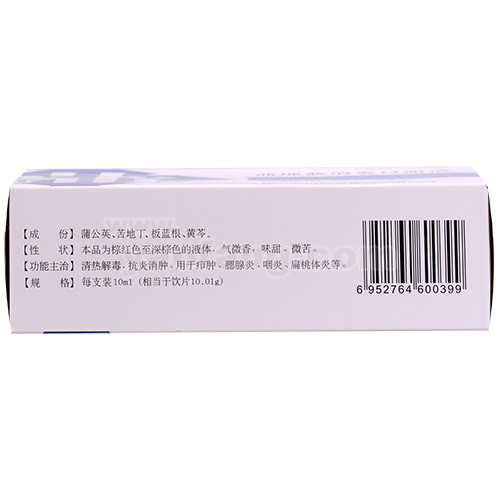 【成　份】蒲公英、苦地丁、板蓝根、黄芩。
【性　状】本品为棕红色至深棕色的液体，气微香，味甜、微苦。
【功能主治】清热解毒，抗炎消肿，用于疖肿、腮腺炎、咽炎、扁桃体炎等。
【规　格】每支装10ml（相当于饮片10.01g）
6 952764 600399